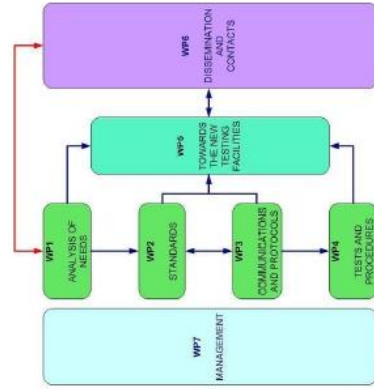 WP6
DISSEMINATION
AND
CONTACTS
WP5
TOWARDS
THE NEW
TESTING
FACILITIES
WP1
ANALYSIS OF
NEEDS
WP2
STANDARDS
WP3
COMMUNICATIONS
AND PROTOCOLS
WP4
TESTS AND
PROCEDURES
WP7
MANAGEMENT